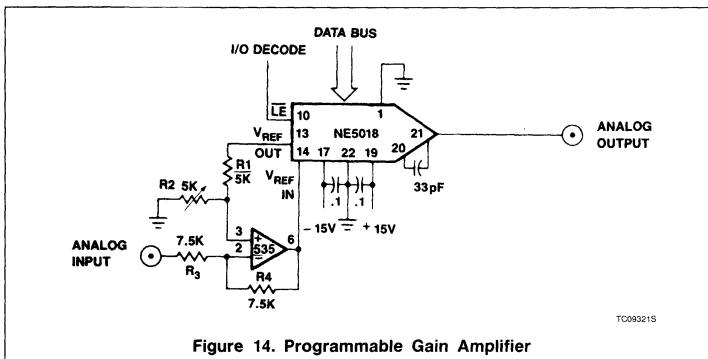 DATA BUS
I/O DECODE
LE
10
1
NE5018
VREF
13
21
ANALOG
OUTPUT
OUT
14
17
22
19
20
R1
5K
VREF
IN
.1
.1
33pF
R2 5K
- 15V
+ 15V
3
+
6
535
2
−
ANALOG
INPUT
7.5K
R3
R4
7.5K
TC09321S
Figure 14. Programmable Gain Amplifier